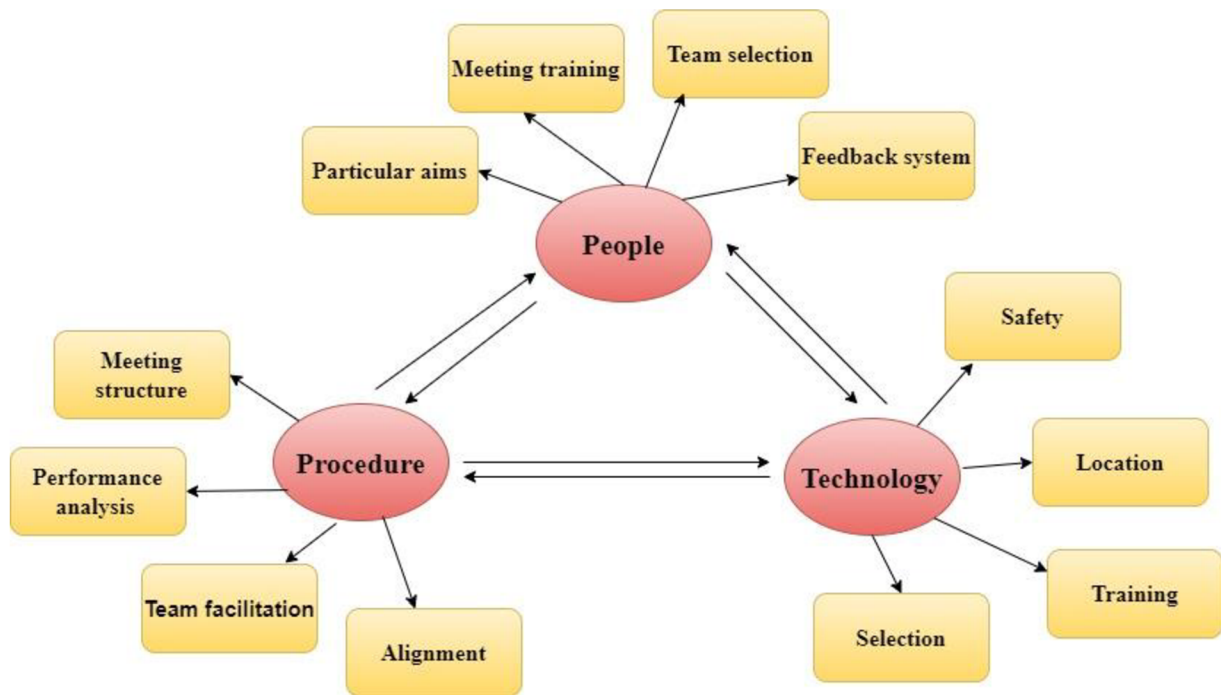 Meeting training
Team selection
Particular aims
Feedback system
People
Safety
Meeting
structure
Procedure
Technology
Location
Performance
analysis
Team facilitation
Alignment
Selection
Training